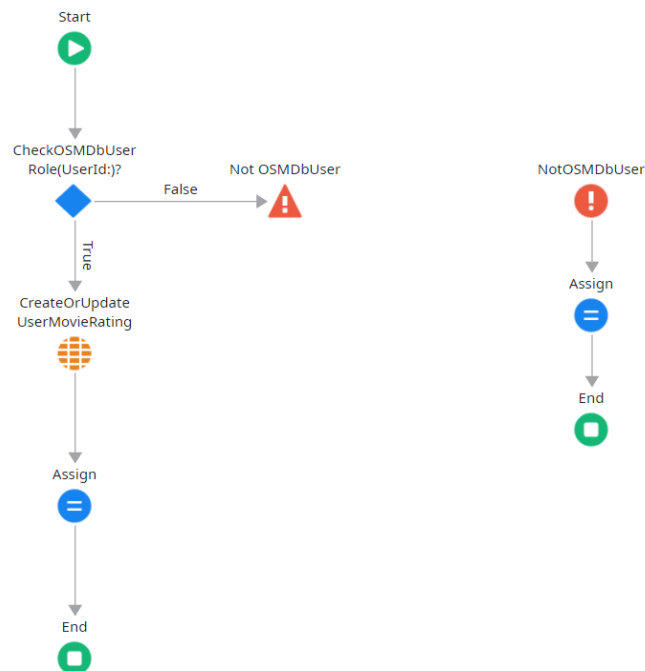 Start
CheckOSMDbUser
Role(UserId:)?
False
Not OSMDbUser
True
CreateOrUpdate
UserMovieRating
Assign
End
NotOSMDbUser
Assign
End